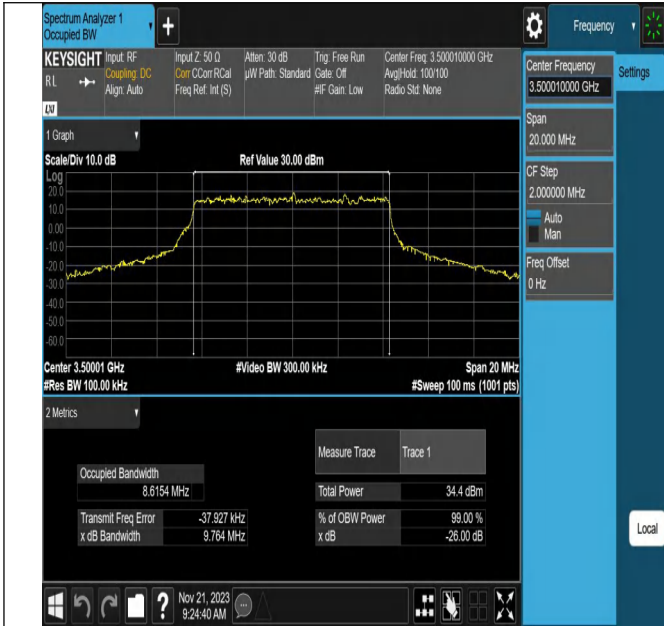 Spectrum Analyzer 1
Occupied BW
+
Frequency
KEYSIGHT
RL
LXI
Input: RF
Coupling: DC
Align: Auto
Input Z: 50 Ω
Corr CCorr RCal
Freq Ref: Int (S)
Atten: 30 dB
µW Path: Standard
Trig: Free Run
Gate: Off
#IF Gain: Low
Center Freq: 3.500010000 GHz
Avg|Hold: 100/100
Radio Std: None
Center Frequency
3.500010000 GHz
Settings
Span
20.000 MHz
CF Step
2.000000 MHz
Auto
Man
Freq Offset
0 Hz
Local
1 Graph
Scale/Div 10.0 dB
Ref Value 30.00 dBm
Log
20.0
10.0
0.00
-10.0
-20.0
-30.0
-40.0
-50.0
-60.0
Center 3.50001 GHz
#Video BW 300.00 kHz
Span 20 MHz
#Res BW 100.00 kHz
#Sweep 100 ms (1001 pts)
2 Metrics
Measure Trace Trace 1
Occupied Bandwidth
8.6154 MHz
Total Power 34.4 dBm
Transmit Freq Error -37.927 kHz
% of OBW Power 99.00 %
x dB Bandwidth 9.764 MHz
x dB -26.00 dB
?
Nov 21, 2023
9:24:40 AM